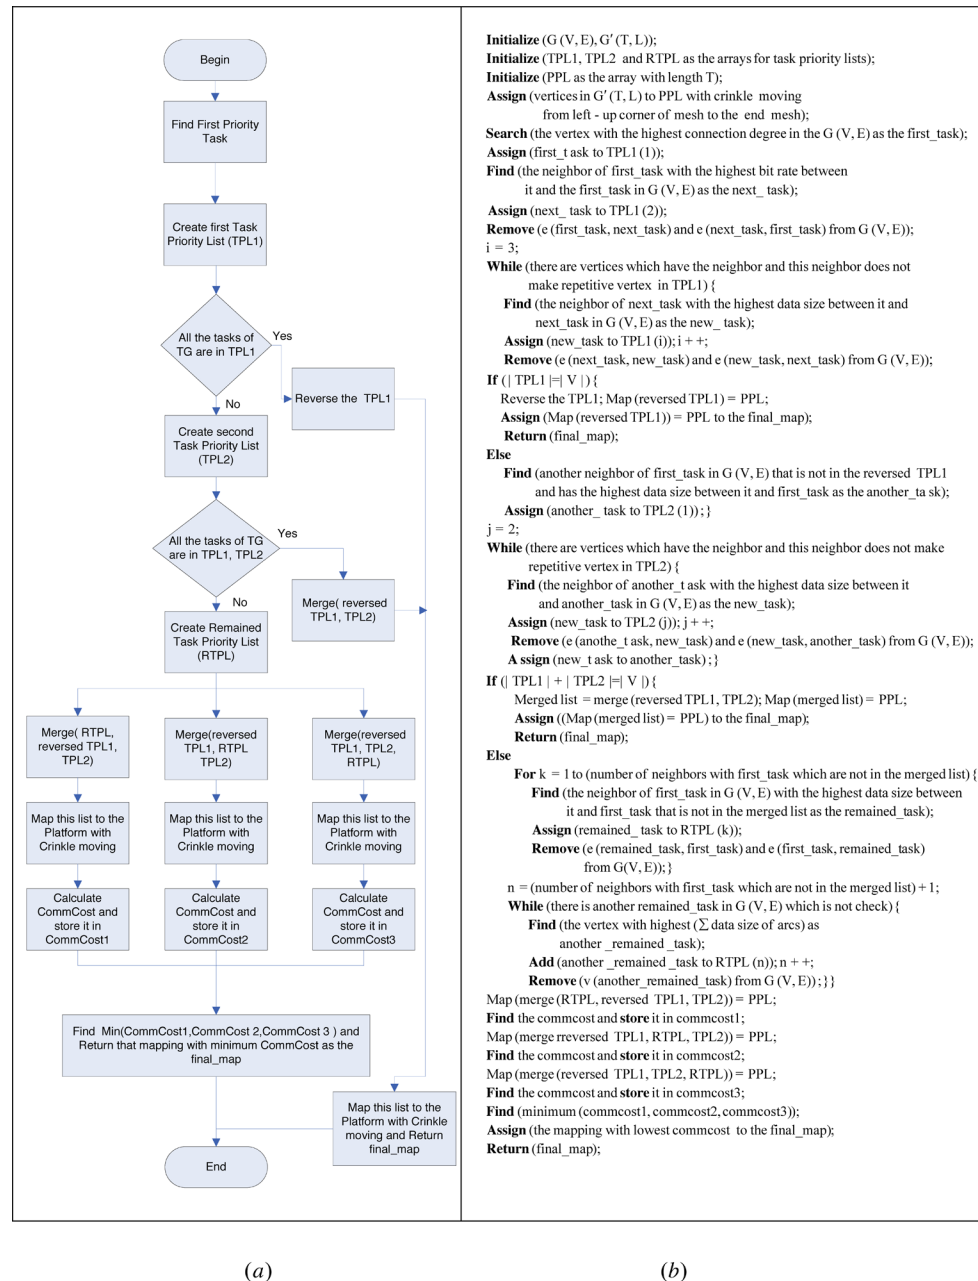 Begin
Find First Priority
Task
Create first Task
Priority List (TPL1)
All the tasks of
TG are in TPL1
Yes
Reverse the TPL1
No
Create second
Task Priority List
(TPL2)
All the tasks of TG
are in TPL1, TPL2
Yes
Merge( reversed
TPL1, TPL2)
No
Create Remained
Task Priority List
(RTPL)
Merge( RTPL,
reversed TPL1,
TPL2)
Merge(reversed
TPL1, RTPL
TPL2)
Merge(reversed
TPL1, TPL2,
RTPL)
Map this list to the
Platform with
Crinkle moving
Map this list to the
Platform with
Crinkle moving
Map this list to the
Platform with
Crinkle moving
Calculate
CommCost and
store it in
CommCost1
Calculate
CommCost and
store it in
CommCost2
Calculate
CommCost and
store it in
CommCost3
Find Min(CommCost1,CommCost 2,CommCost 3 ) and
Return that mapping with minimum CommCost as the
final_map
Map this list to the
Platform with Crinkle
moving and Return
final_map
End
(a)
Initialize (G (V, E), G′ (T, L));
Initialize (TPL1, TPL2 and RTPL as the arrays for task priority lists);
Initialize (PPL as the array with length T);
Assign (vertices in G′ (T, L) to PPL with crinkle moving
from left - up corner of mesh to the end mesh);
Search (the vertex with the highest connection degree in the G (V, E) as the first_task);
Assign (first_t ask to TPL1 (1));
Find (the neighbor of first_task with the highest bit rate between
it and the first_task in G (V, E) as the next_ task);
Assign (next_ task to TPL1 (2));
Remove (e (first_task, next_task) and e (next_task, first_task) from G (V, E));
i = 3;
While (there are vertices which have the neighbor and this neighbor does not
make repetitive vertex in TPL1) {
Find (the neighbor of next_task with the highest data size between it and
next_task in G (V, E) as the new_ task);
Assign (new_task to TPL1 (i)); i + +;
Remove (e (next_task, new_task) and e (new_task, next_task) from G (V, E));
If (| TPL1 |=| V |) {
Reverse the TPL1; Map (reversed TPL1) = PPL;
Assign (Map (reversed TPL1)) = PPL to the final_map;
Return (final_map);
Else
Find (another neighbor of first_task in G (V, E) that is not in the reversed TPL1
and has the highest data size between it and first_task as the another_ta sk);
Assign (another_ task to TPL2 (1)) ; }
j = 2;
While (there are vertices which have the neighbor and this neighbor does not make
repetitive vertex in TPL2) {
Find (the neighbor of another_t ask with the highest data size between it
and another_task in G (V, E) as the new_task);
Assign (new_task to TPL2 (j)); j + +;
Remove (e (anothe_t ask, new_task) and e (new_task, another_task) from G (V, E));
A ssign (new_t ask to another_task) ; }
If (| TPL1 | + | TPL2 |=| V |) {
Merged list = merge (reversed TPL1, TPL2); Map (merged list) = PPL;
Assign ((Map (merged list) = PPL) to the final_map;
Return (final_map);
Else
For k = 1 to (number of neighbors with first_task which are not in the merged list) {
Find (the neighbor of first_task in G (V, E) with the highest data size between
it and first_task that is not in the merged list as the remained_task);
Assign (remained_ task to RTPL (k));
Remove (e (remained_task, first_task) and e (first_task, remained_task)
from G(V, E)); }
n = (number of neighbors with first_task which are not in the merged list) + 1;
While (there is another remained_task in G (V, E) which is not check) {
Find (the vertex with highest (∑ data size of arcs) as
another _remained _task);
Add (another_remained _task to RTPL (n)); n + +;
Remove (v (another_remained_task) from G (V, E)) ; } }
Map (merge (RTPL, reversed TPL1, TPL2)) = PPL;
Find the commcost and store it in commcost1;
Map (merge rreversed TPL1, RTPL, TPL2)) = PPL;
Find the commcost and store it in commcost2;
Map (merge (reversed TPL1, TPL2, RTPL)) = PPL;
Find the commcost and store it in commcost3;
Find (minimum (commcost1, commcost2, commcost3));
Assign (the mapping with lowest commcost to the final_map);
Return (final_map);
(b)